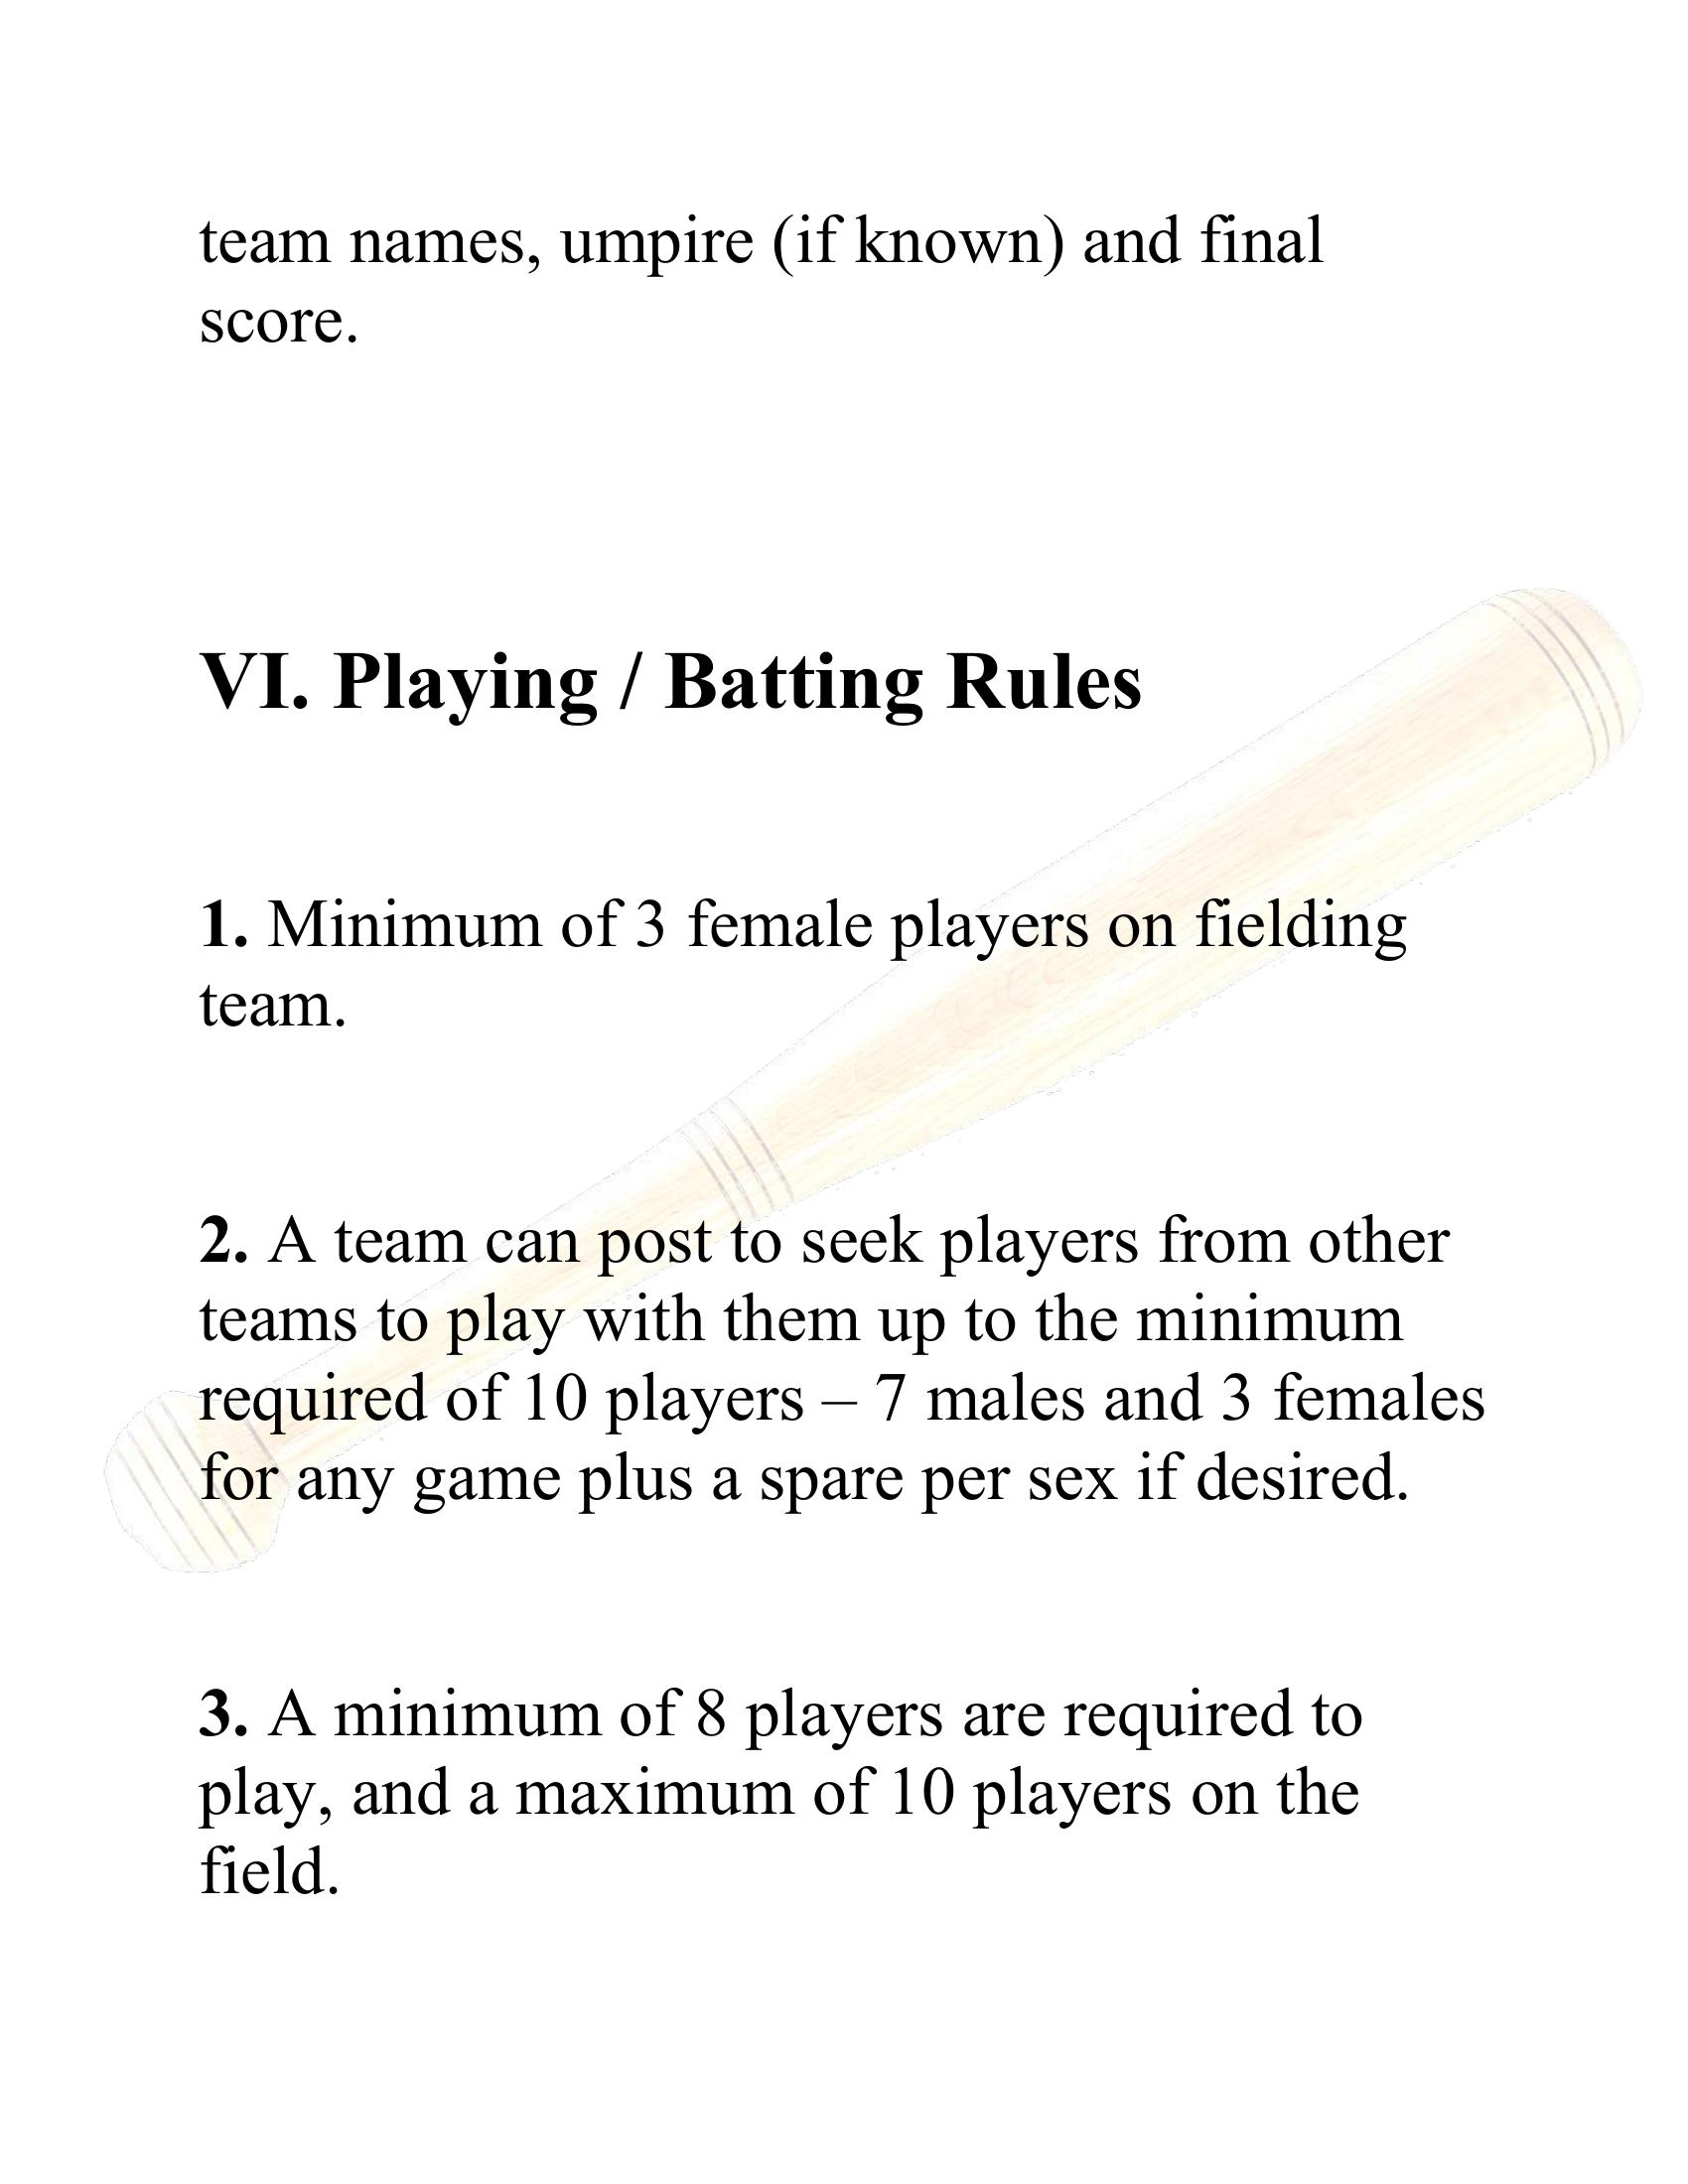 team names, umpire (if known) and final
score.
VI. Playing / Batting Rules
1. Minimum of 3 female players on fielding
team.
2. A team can post to seek players from other
teams to play with them up to the minimum
required of 10 players – 7 males and 3 females
for any game plus a spare per sex if desired.
3. A minimum of 8 players are required to
play, and a maximum of 10 players on the
field.